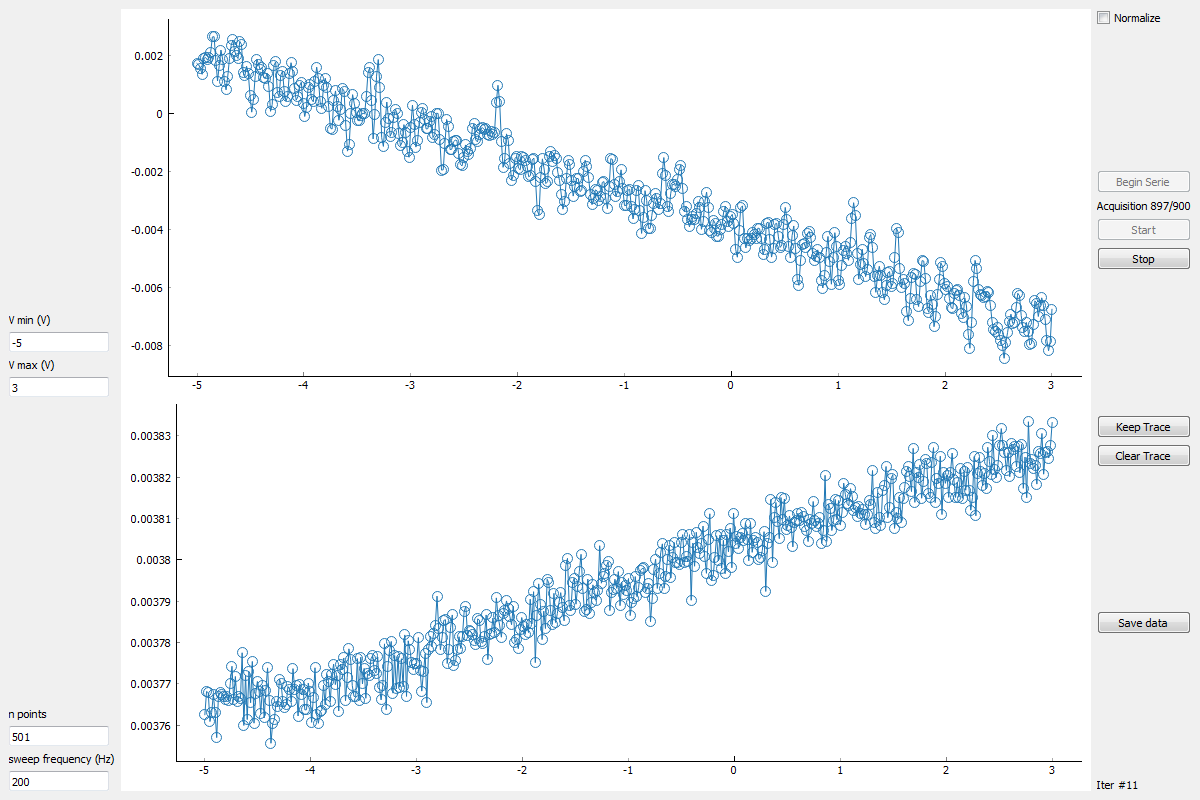 Normalize
0.002
0
-0.002
-0.004
-0.006
-0.008
-5 -4 -3 -2 -1 0 1 2 3
Begin Serie
Acquisition 897/900
Start
Stop
V min (V)
-5
V max (V)
3
0.00383
0.00382
0.00381
0.0038
0.00379
0.00378
0.00377
0.00376
-5 -4 -3 -2 -1 0 1 2 3
Keep Trace
Clear Trace
Save data
n points
501
sweep frequency (Hz)
200
Iter #11